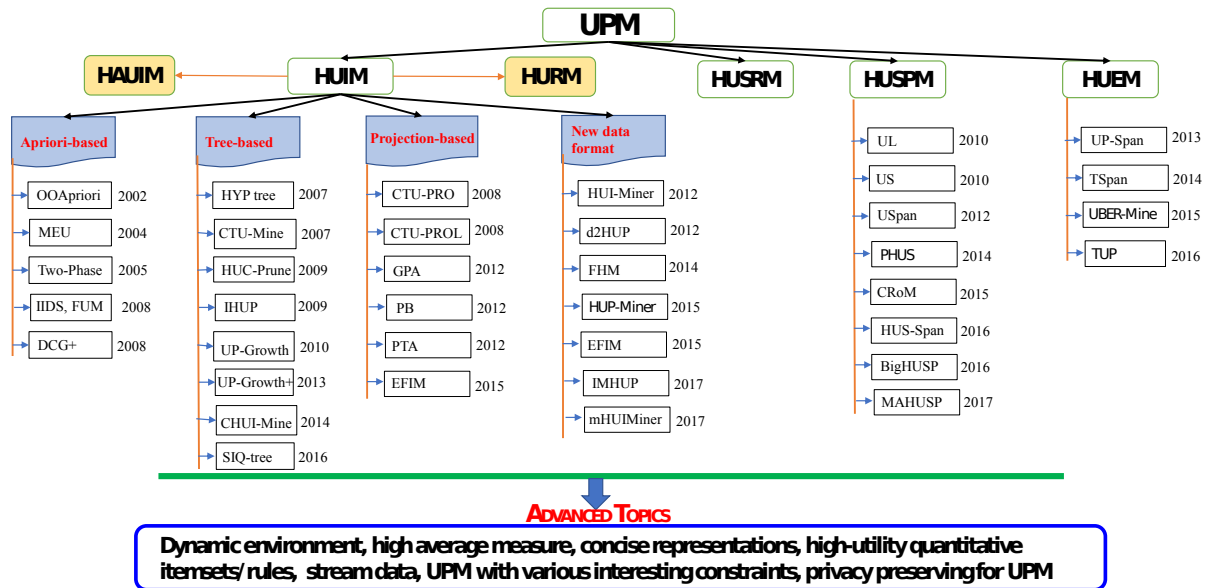 UPM
HAUIM
HUIM
HURM
HUSRM
HUSPM
HUEM
Apriori-based
OOApriori 2002
MEU 2004
Two-Phase 2005
IIDS, FUM 2008
DCG+ 2008
Tree-based
HYP tree 2007
CTU-Mine 2007
HUC-Prune 2009
IHUP 2009
UP-Growth 2010
UP-Growth+ 2013
CHUI-Mine 2014
SIQ-tree 2016
Projection-based
CTU-PRO 2008
CTU-PROL 2008
GPA 2012
PB 2012
PTA 2012
EFIM 2015
New data
format
HUI-Miner 2012
d2HUP 2012
FHM 2014
HUP-Miner 2015
EFIM 2015
IMHUP 2017
mHUIMiner 2017
UL 2010
US 2010
USpan 2012
PHUS 2014
CRoM 2015
HUS-Span 2016
BigHUSP 2016
MAHUSP 2017
UP-Span 2013
TSpan 2014
UBER-Mine 2015
TUP 2016
ADVANCED TOPICS
Dynamic environment, high average measure, concise representations, high-utility quantitative
itemsets/rules, stream data, UPM with various interesting constraints, privacy preserving for UPM